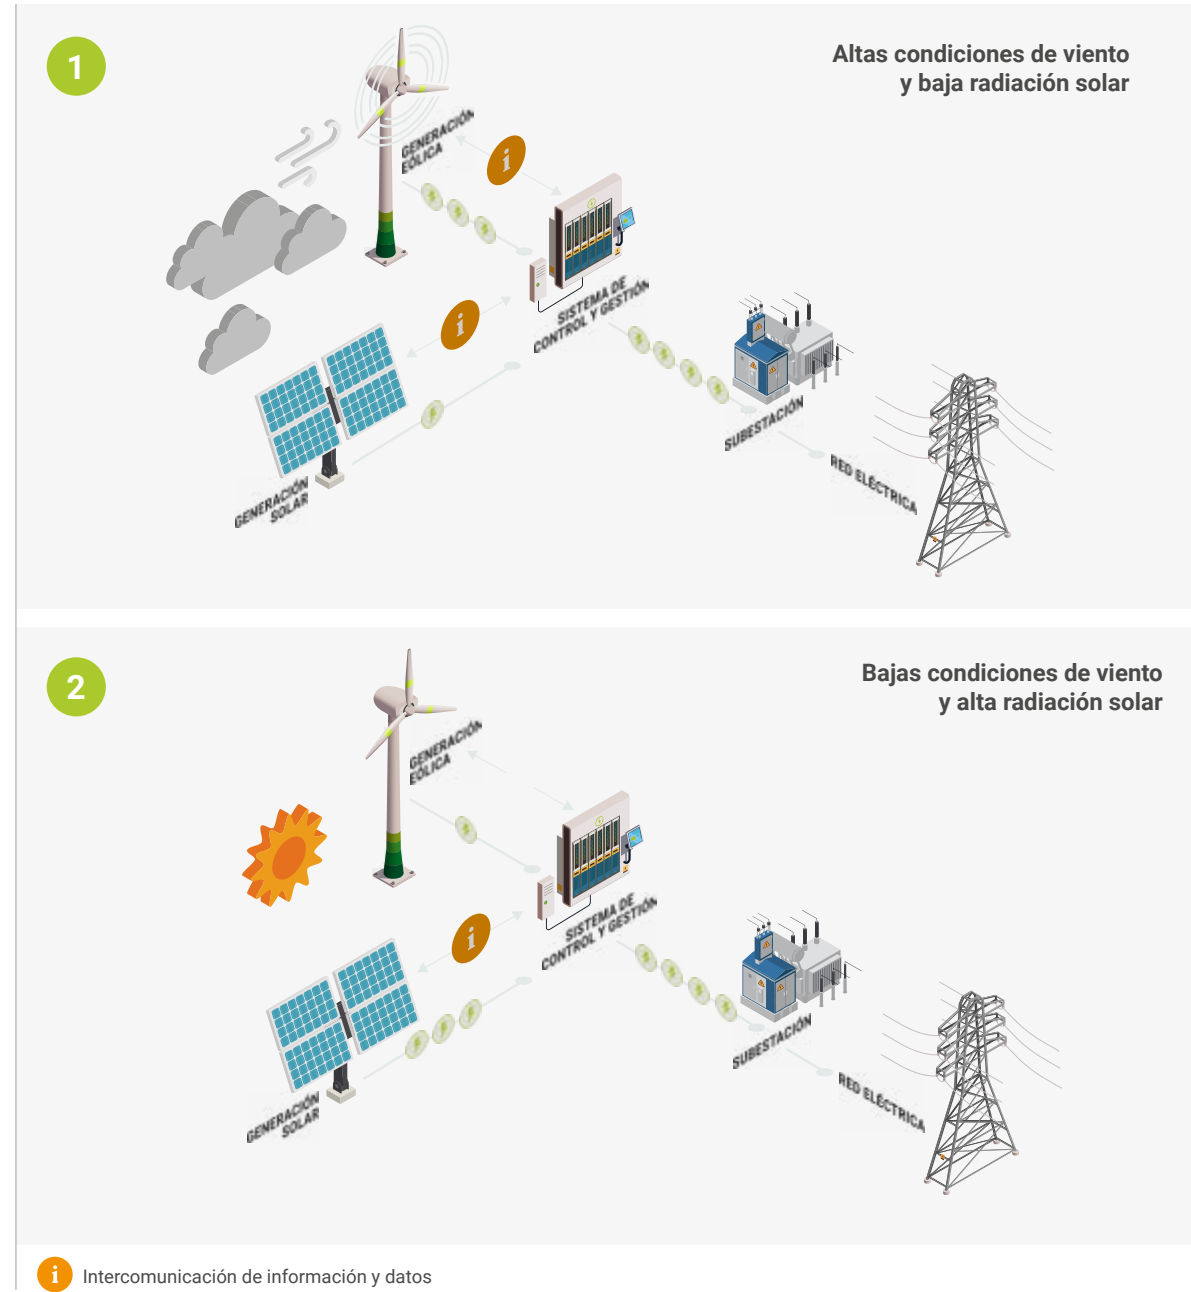 1
Altas condiciones de viento
y baja radiación solar
GENERACIÓN
EÓLICA
i
SISTEMA DE
CONTROL Y GESTIÓN
i
GENERACIÓN
SOLAR
SUBESTACIÓN
RED ELÉCTRICA
2
Bajas condiciones de viento
y alta radiación solar
GENERACIÓN
EÓLICA
SISTEMA DE
CONTROL Y GESTIÓN
i
GENERACIÓN
SOLAR
SUBESTACIÓN
RED ELÉCTRICA
i Intercomunicación de información y datos